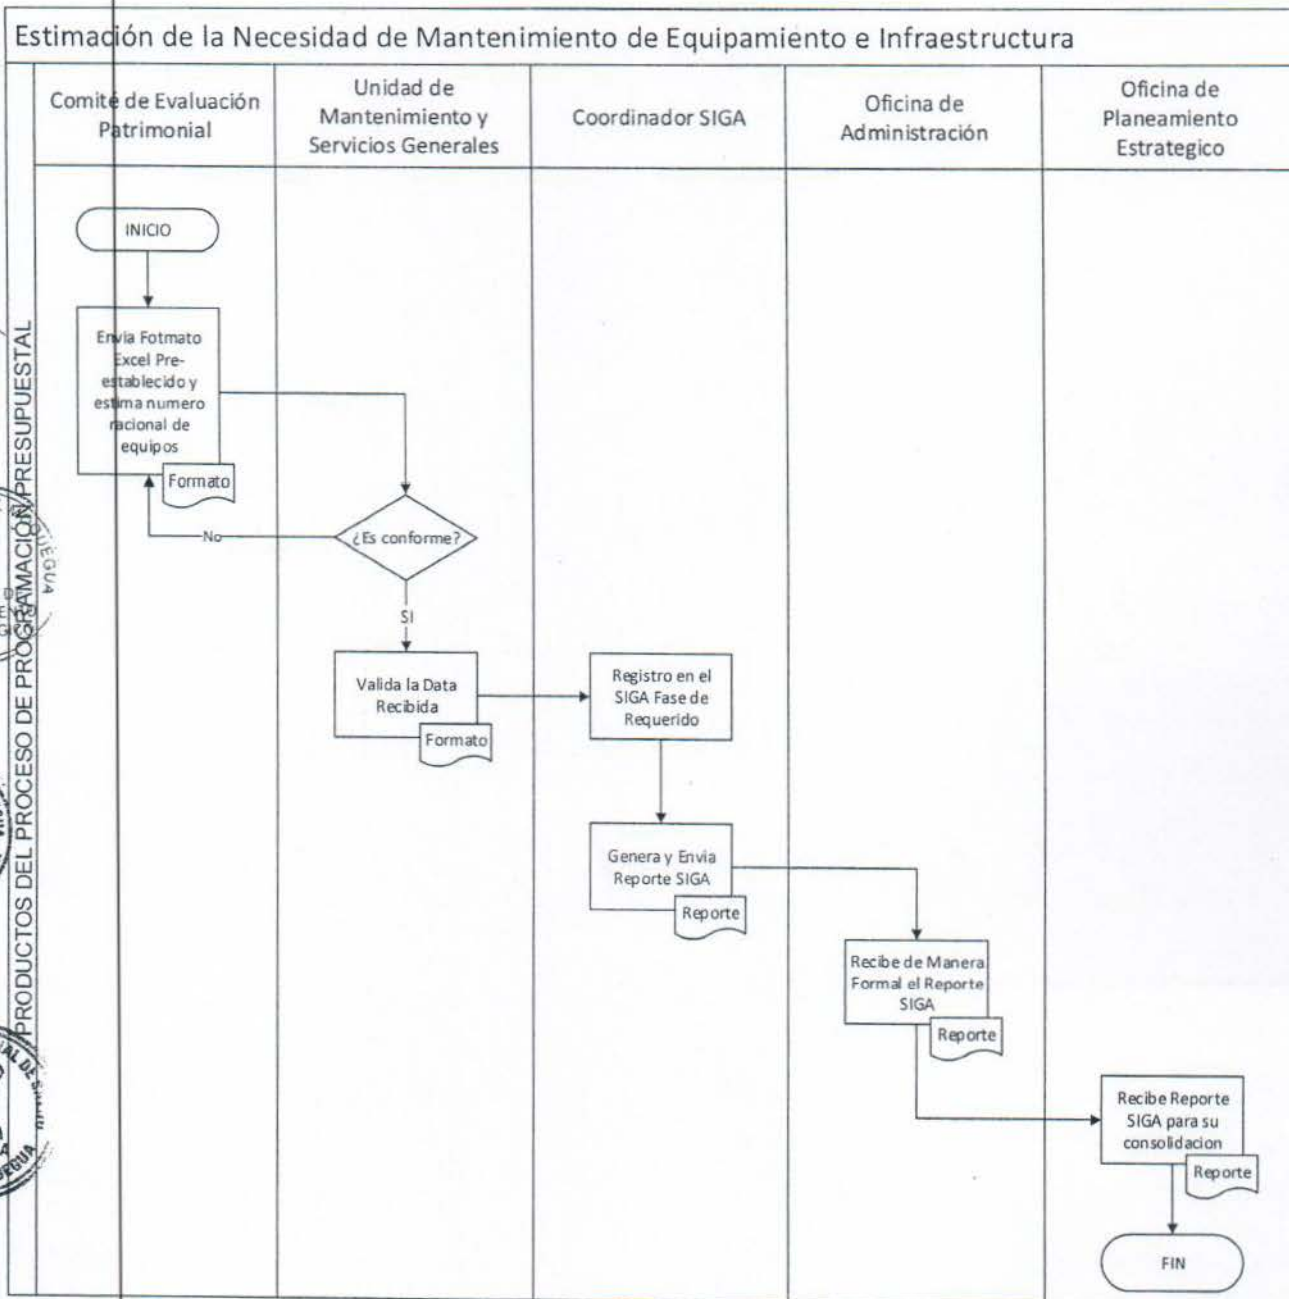 Estimación de la Necesidad de Mantenimiento de Equipamiento e Infraestructura
PRODUCTOS DEL PROCESO DE PROGRAMACIÓN PRESUPUESTAL
Comité de Evaluación
Patrimonial
Unidad de
Mantenimiento y
Servicios Generales
Coordinador SIGA
Oficina de
Administración
Oficina de
Planeamiento
Estrategico
INICIO
Envia Fotmato
Excel Pre-
establecido y
estima numero
racional de
equipos
Formato
¿Es conforme?
No
SI
Valida la Data
Recibida
Formato
Registro en el
SIGA Fase de
Requerido
Genera y Envia
Reporte SIGA
Reporte
Recibe de Manera
Formal el Reporte
SIGA
Reporte
Recibe Reporte
SIGA para su
consolidacion
Reporte
FIN